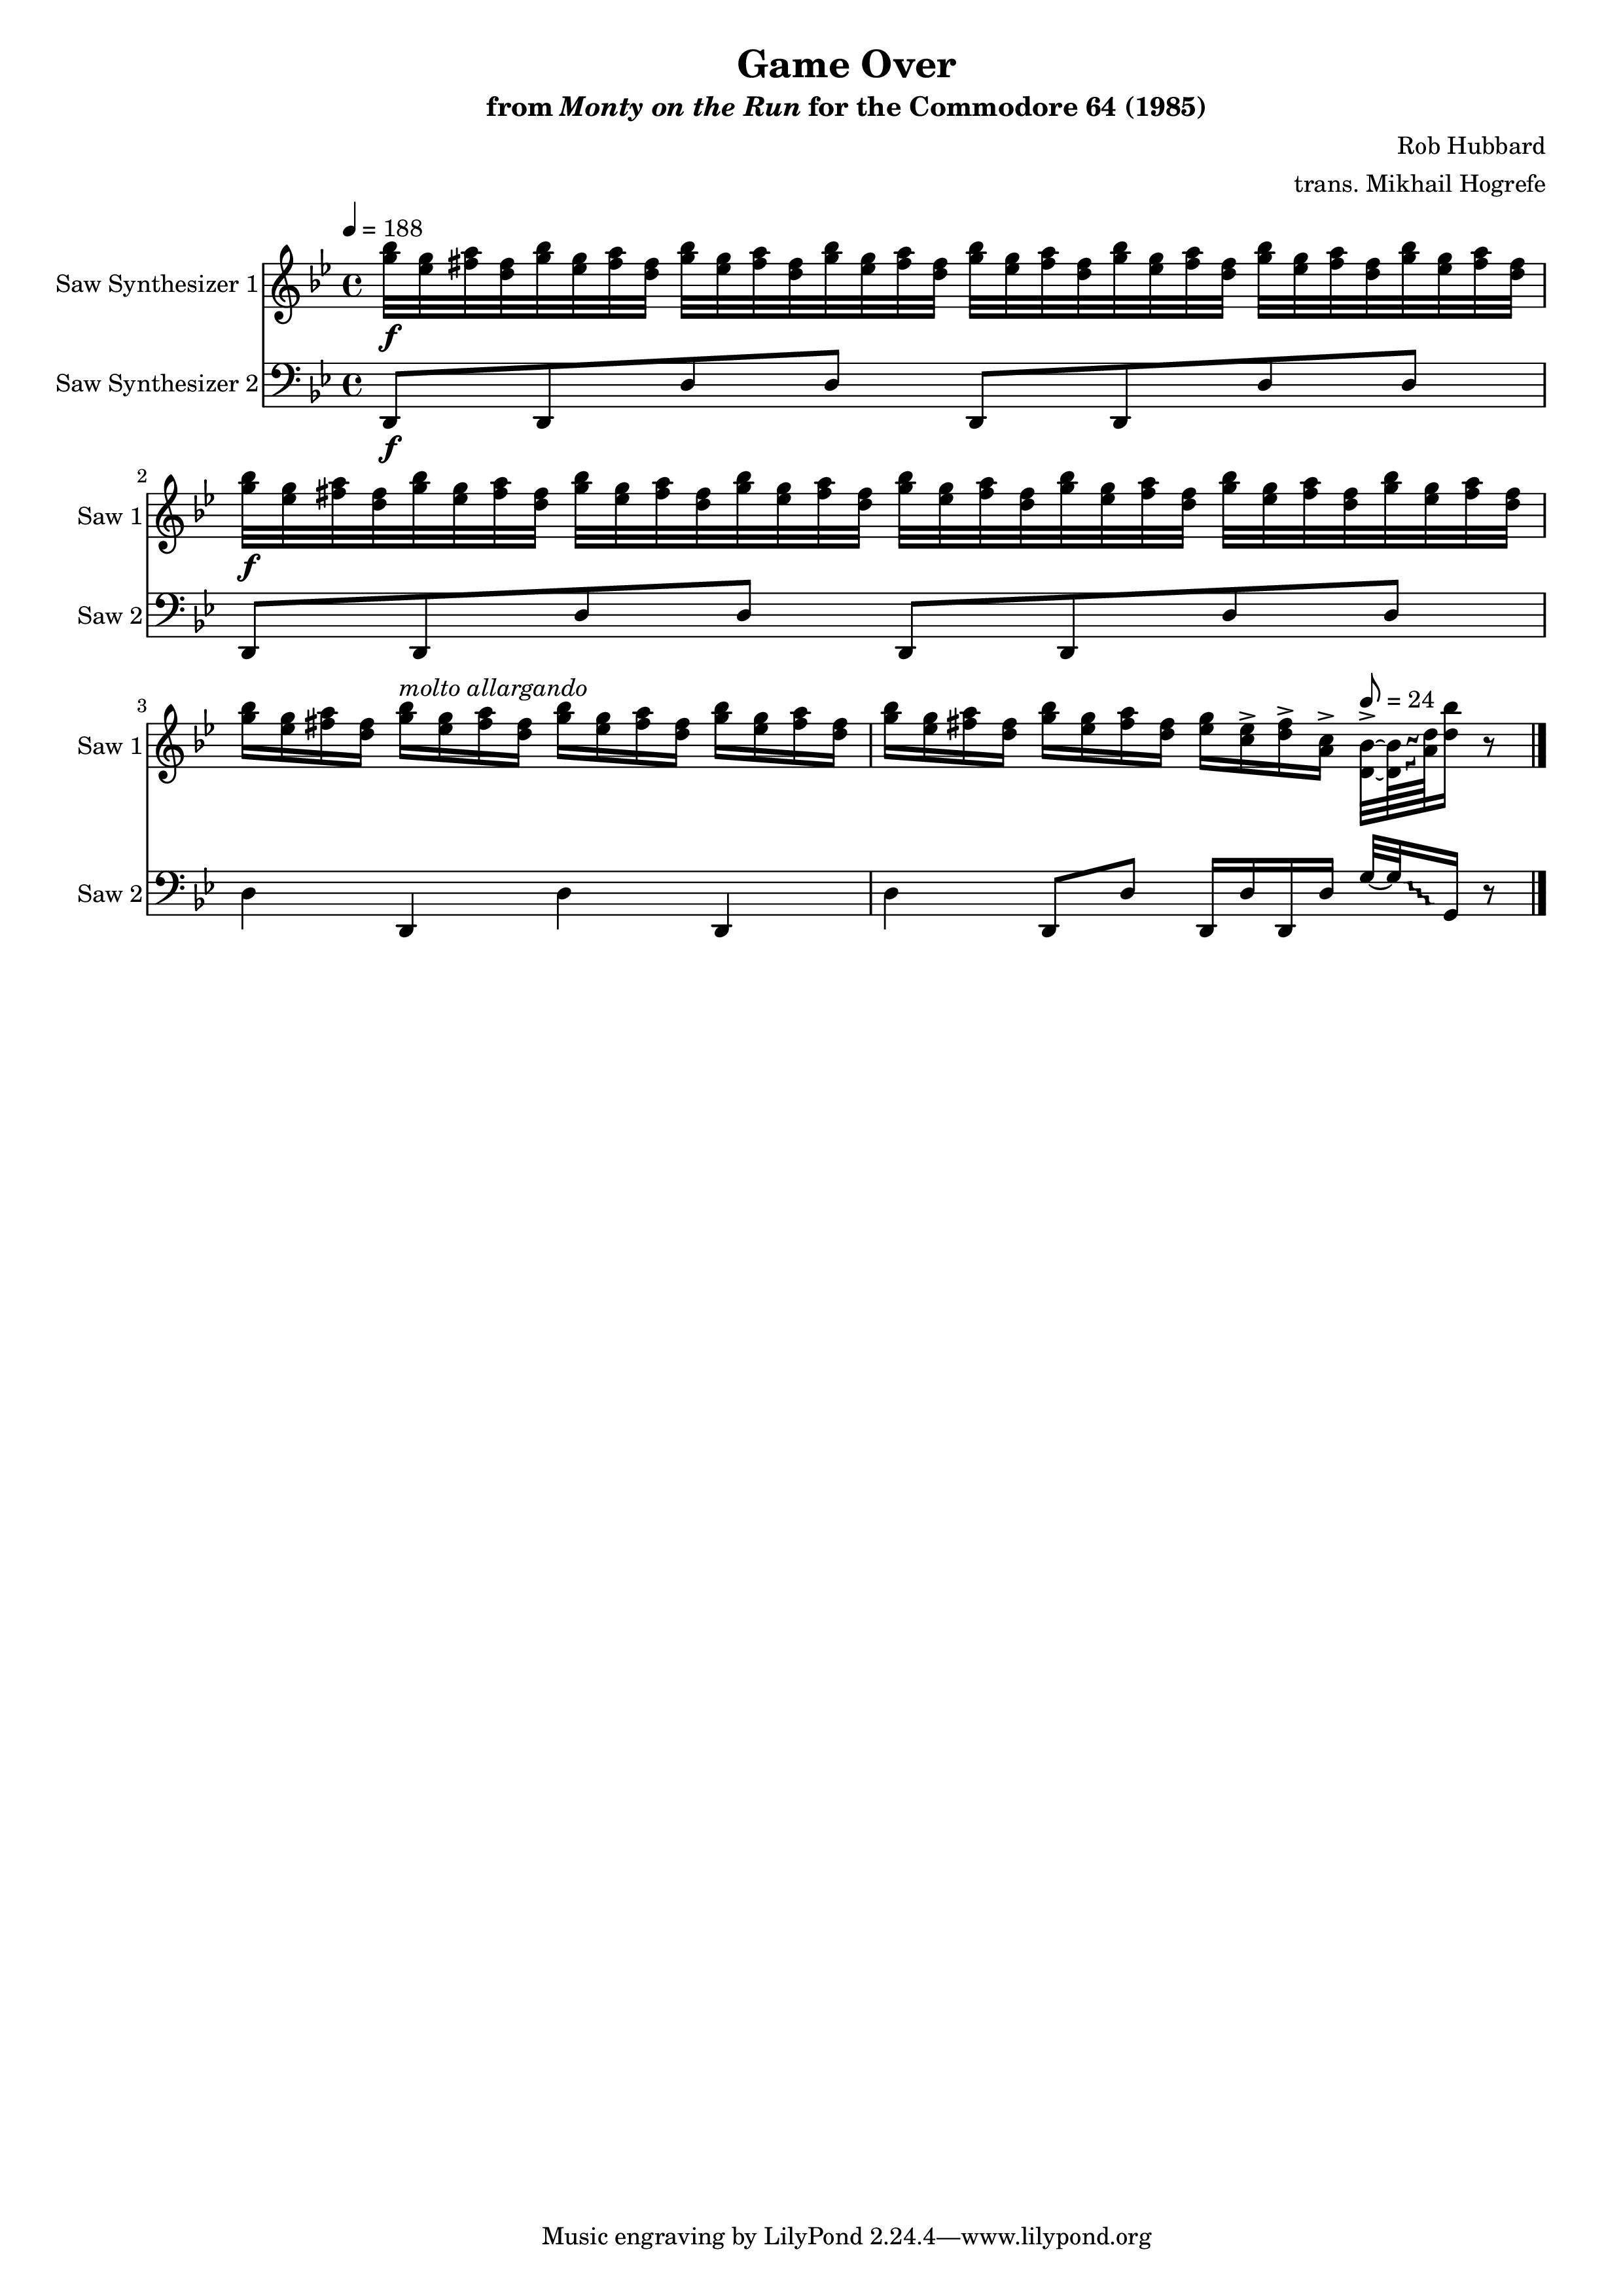 Game Over
from Monty on the Run for the Commodore 64 (1985)
Rob Hubbard
trans. Mikhail Hogrefe
= 188
Saw Synthesizer 1
f
Saw Synthesizer 2
f
2
Saw 1
f
Saw 2
molto allargando
= 24
3
Saw 1
Saw 2
Music engraving by LilyPond 2.24.4—www.lilypond.org